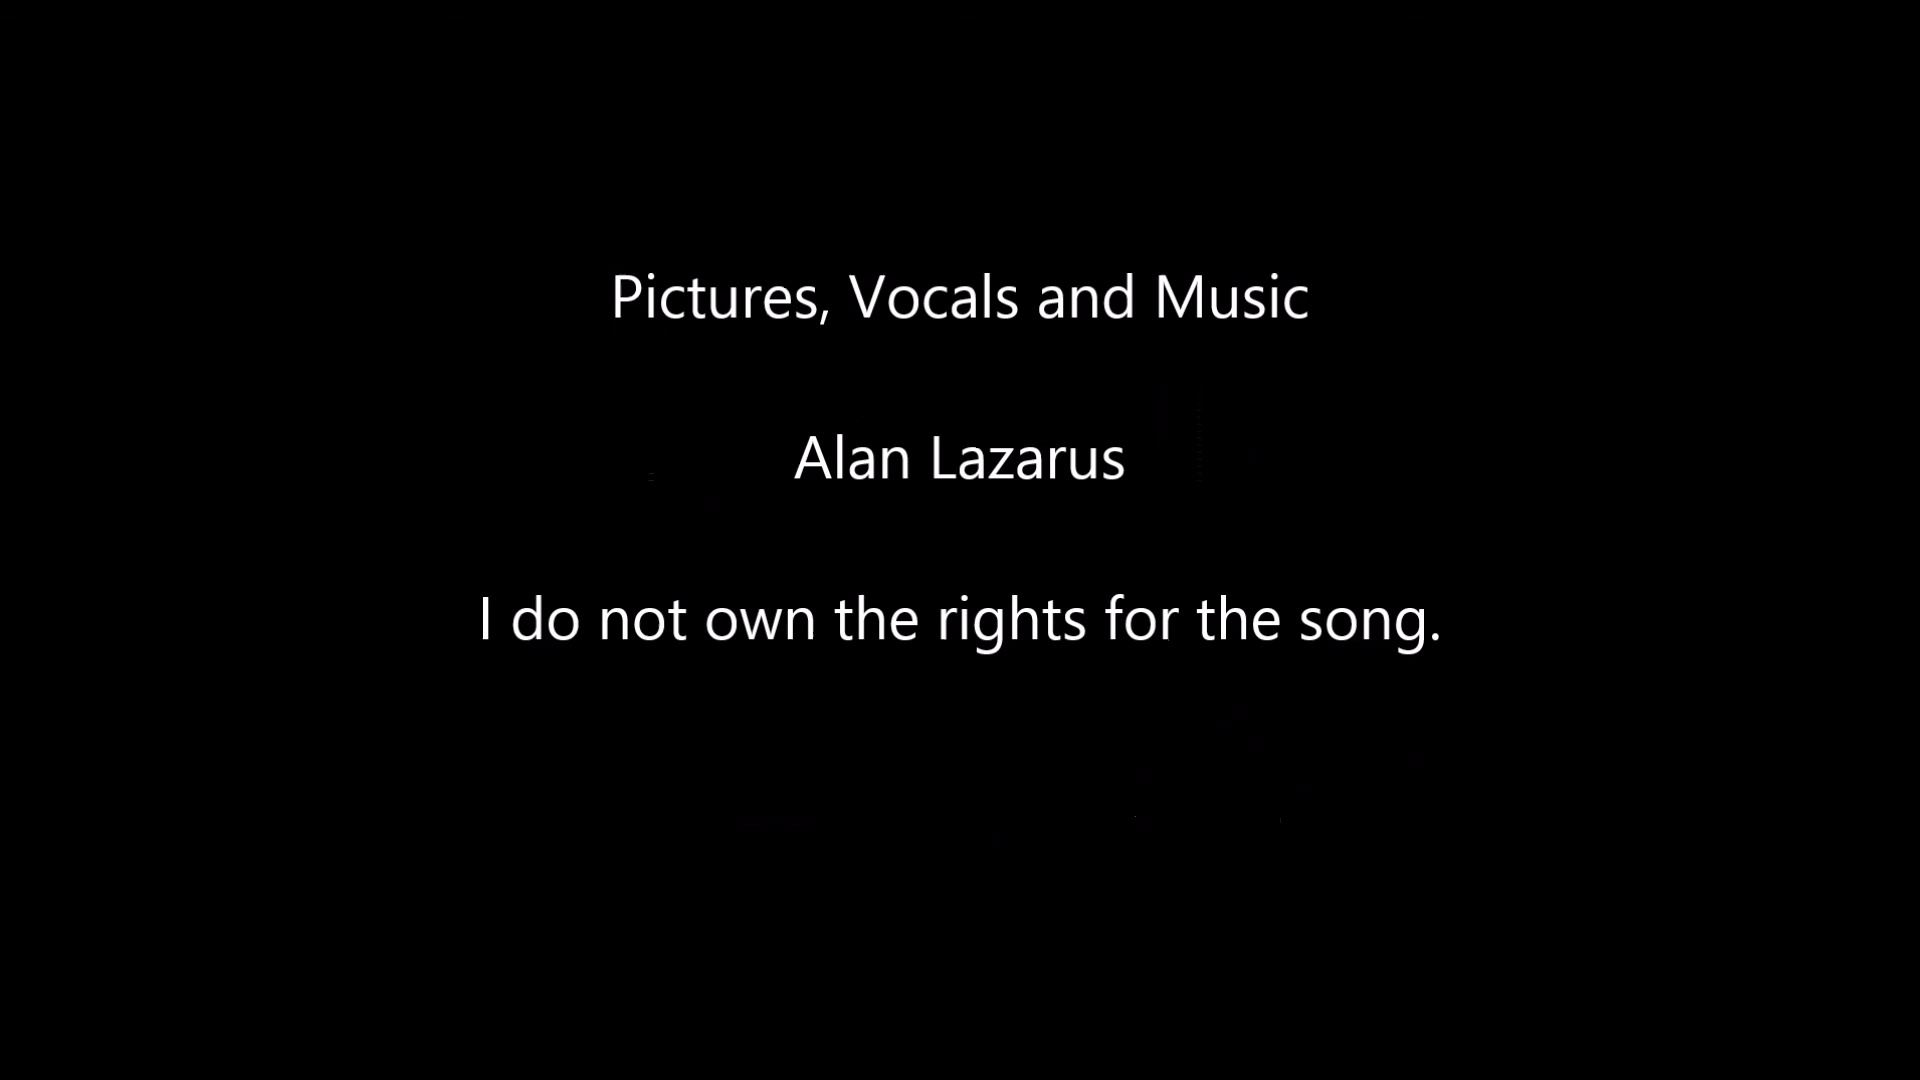 Pictures, Vocals and Music
Alan Lazarus
I do not own the rights for the song.